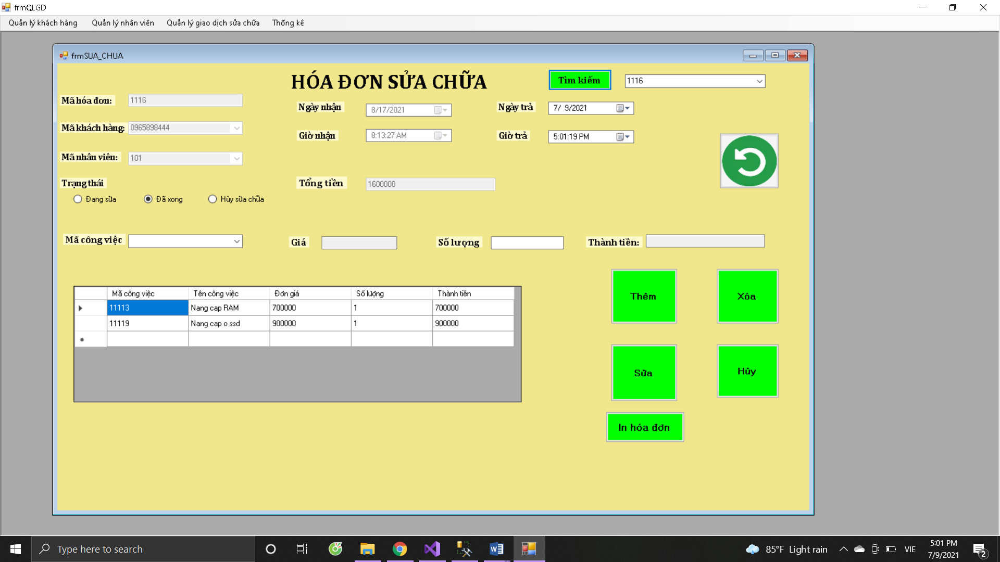 frmQLGD
Quản lý khách hàng Quản lý nhân viên Quản lý giao dịch sửa chữa Thống kê
frmSUA_CHUA
HÓA ĐƠN SỬA CHỮA
Tìm kiếm
1116
Mã hóa đơn: 1116
Ngày nhận 8/17/2021
Ngày trả 7/ 9/2021
Mã khách hàng: 0965898444
Giờ nhận 8:13:27 AM
Giờ trả 5:01:19 PM
Mã nhân viên: 101
Trạng thái
Tổng tiền 1600000
Đang sửa Đã xong Hủy sửa chữa
Mã công việc Giá Số lượng Thành tiền:
Mã công việc Tên công việc Đơn giá Số lượng Thành tiền
11113 Nang cap RAM 700000 1 700000
11119 Nang cap o ssd 900000 1 900000
Thêm Xóa
Sửa Hủy
In hóa đơn
Type here to search
85°F Light rain
VIE
5:01 PM
7/9/2021
2